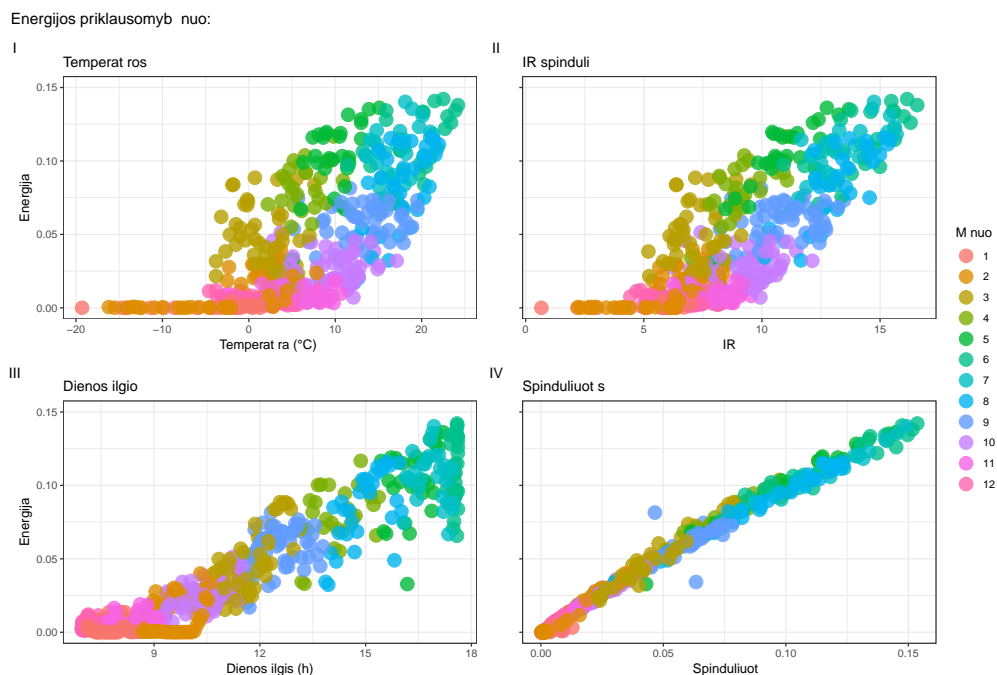 Energijos priklausomyb nuo:
I
Temperat ros
0.15
0.10
0.05
0.00
Energija
−20
−10
0
10
20
Temperat ra (°C)
II
IR spinduli
0
5
10
15
IR
III
Dienos ilgio
0.15
0.10
0.05
0.00
Energija
9
12
15
18
Dienos ilgis (h)
IV
Spinduliuot s
0.00
0.05
0.10
0.15
Spinduliuot
M nuo
1
2
3
4
5
6
7
8
9
10
11
12